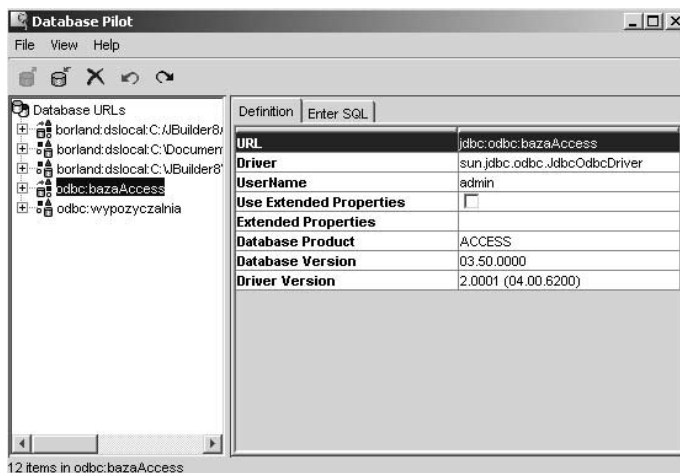 Database Pilot
File View Help
Database URLs
borland:dslocal:C:/JBuilder8/
borland:dslocal:C:\Documen
borland:dslocal:C:\JBuilder8\
odbc:bazaAccess
odbc:wypozyczalnia
Definition Enter SQL
URL jdbc:odbc:bazaAccess
Driver sun.jdbc.odbc.JdbcOdbcDriver
UserName admin
Use Extended Properties
Extended Properties
Database Product ACCESS
Database Version 03.50.0000
Driver Version 2.0001 (04.00.6200)
12 items in odbc:bazaAccess